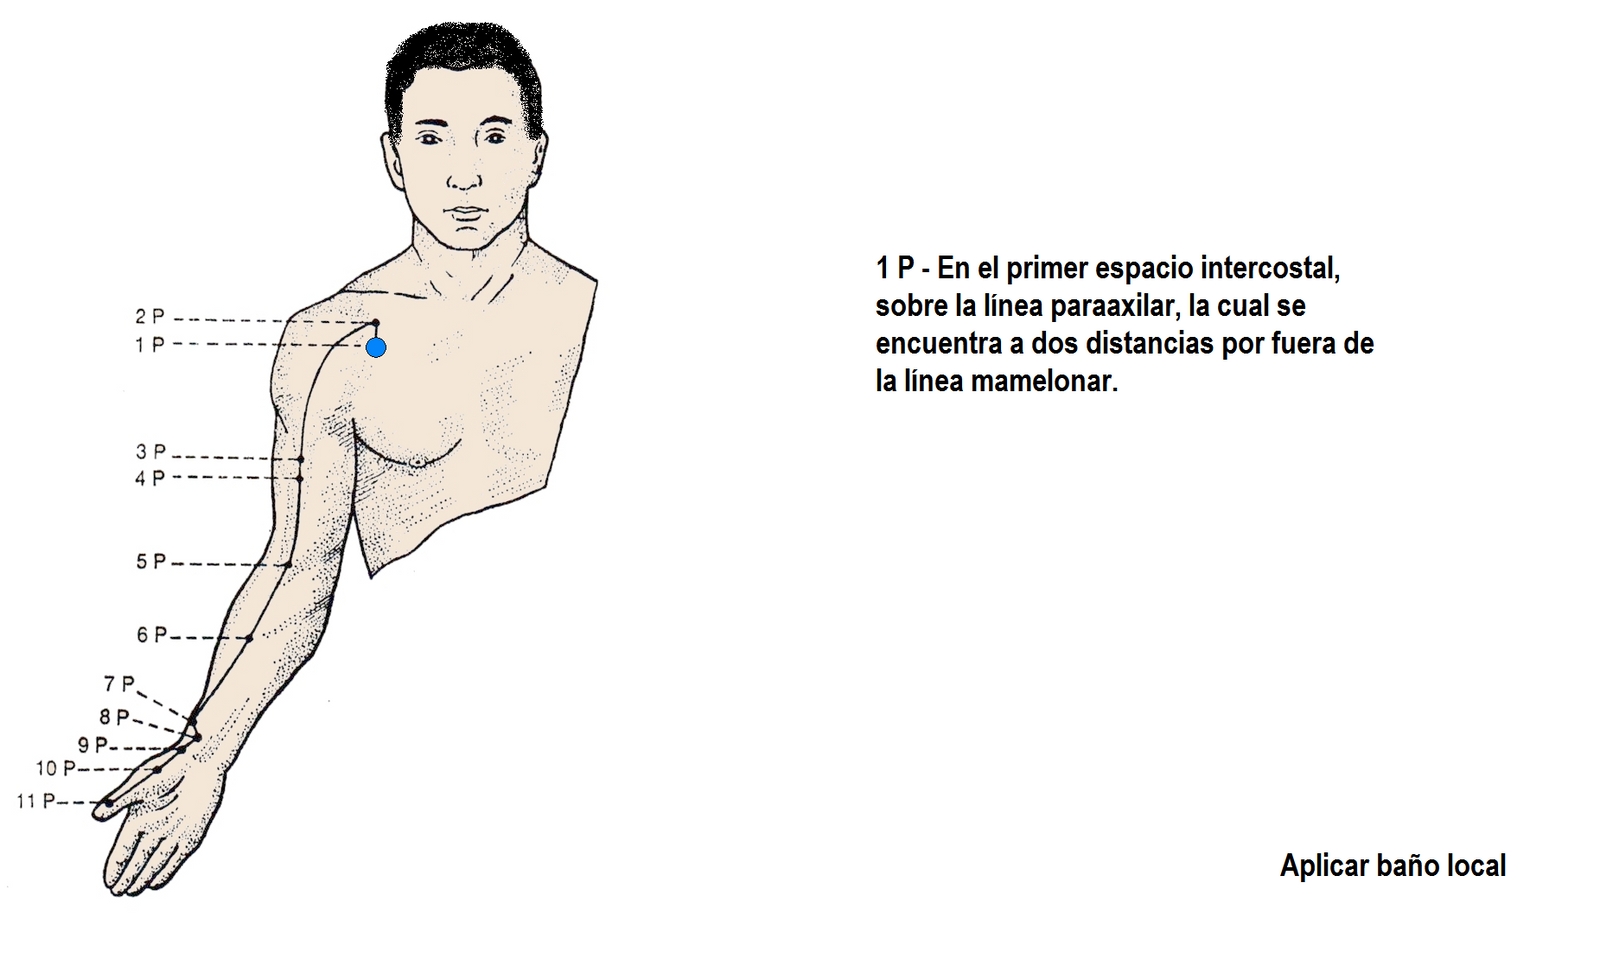 2 P
1 P
3 P
4 P
5 P
6 P
7 P
8 P
9 P
10 P
11 P
1 P - En el primer espacio intercostal,
sobre la línea paraaxilar, la cual se
encuentra a dos distancias por fuera de
la línea mamelonar.
Aplicar baño local